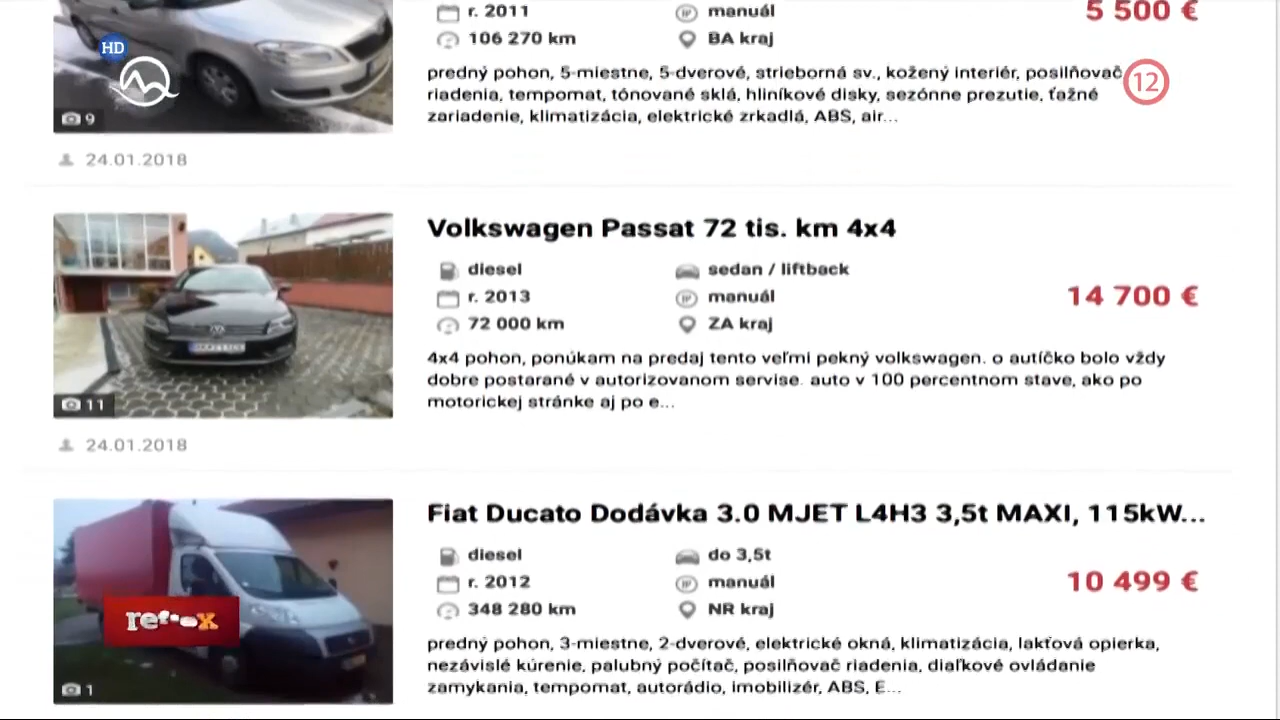 r. 2011
manuál
5 500 €
106 270 km
BA kraj
HD
predný pohon, 5-miestne, 5-dverové, strieborná sv., kožený interiér, posilňovač
12
riadenia, tempomat, tónované sklá, hliníkové disky, sezónne prezutie, ťažné
zariadenie, klimatizácia, elektrické zrkadlá, ABS, air...
9
24.01.2018
Volkswagen Passat 72 tis. km 4x4
diesel
sedan / liftback
r. 2013
manuál
14 700 €
72 000 km
ZA kraj
4x4 pohon, ponúkam na predaj tento veľmi pekný volkswagen. o autíčko bolo vždy
dobre postarané v autorizovanom servise. auto v 100 percentnom stave, ako po
motorickej stránke aj po e...
11
24.01.2018
Fiat Ducato Dodávka 3.0 MJET L4H3 3,5t MAXI, 115kW...
diesel
do 3,5t
r. 2012
manuál
10 499 €
348 280 km
NR kraj
predný pohon, 3-miestne, 2-dverové, elektrické okná, klimatizácia, lakťová opierka,
nezávislé kúrenie, palubný počítač, posilňovač riadenia, diaľkové ovládanie
zamykania, tempomat, autorádio, imobilizér, ABS, E...
1